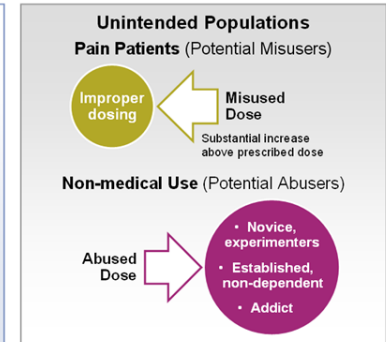 Unintended Populations
Pain Patients (Potential Misusers)
Improper
dosing
Misused
Dose
Substantial increase
above prescribed dose
Non-medical Use (Potential Abusers)
Abused
Dose
• Novice,
experimenters
• Established,
non-dependent
• Addict